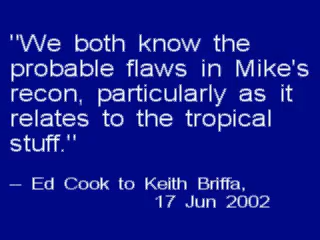 "We both know the
probable flaws in Mike's
recon, particularly as it
relates to the tropical
stuff."
– Ed Cook to Keith Briffa,
17 Jun 2002